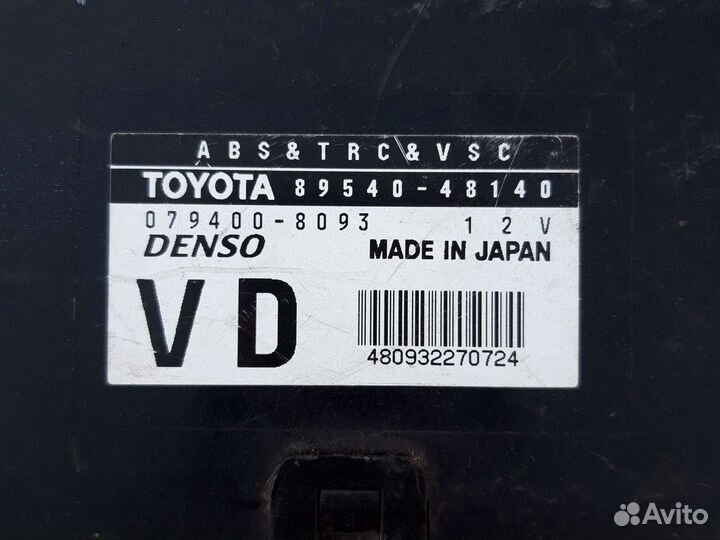 ABS&TRC&VSC
TOYOTA 89540-48140
079400-8093 12V
DENSO MADE IN JAPAN
VD
480932270724
Avito